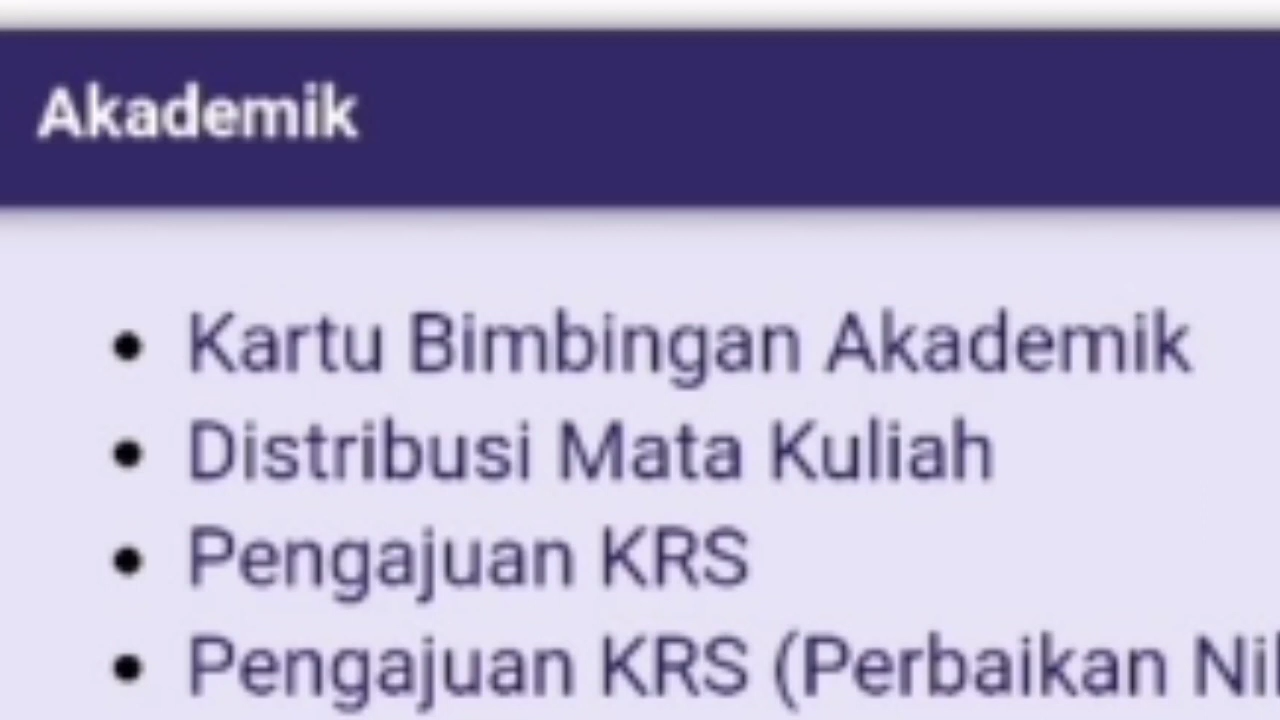 Akademik
Kartu Bimbingan Akademik
Distribusi Mata Kuliah
Pengajuan KRS
Pengajuan KRS (Perbaikan